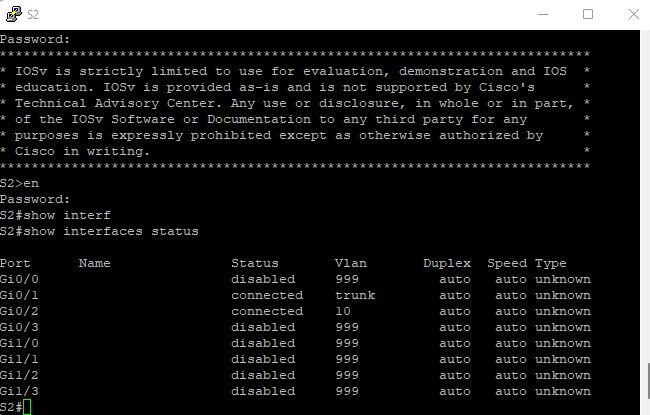 S2
Password:
**************************************************************************
* IOSv is strictly limited to use for evaluation, demonstration and IOS  *
* education. IOSv is provided as-is and is not supported by Cisco's      *
* Technical Advisory Center. Any use or disclosure, in whole or in part, *
* of the IOSv Software or Documentation to any third party for any       *
* purposes is expressly prohibited except as otherwise authorized by     *
* Cisco in writing.                                                      *
**************************************************************************
S2>en
Password:
S2#show interf
S2#show interfaces status
Port      Name               Status       Vlan       Duplex  Speed Type
Gi0/0                        disabled     999          auto   auto unknown
Gi0/1                        connected    trunk        auto   auto unknown
Gi0/2                        connected    10           auto   auto unknown
Gi0/3                        disabled     999          auto   auto unknown
Gi1/0                        disabled     999          auto   auto unknown
Gi1/1                        disabled     999          auto   auto unknown
Gi1/2                        disabled     999          auto   auto unknown
Gi1/3                        disabled     999          auto   auto unknown
S2#